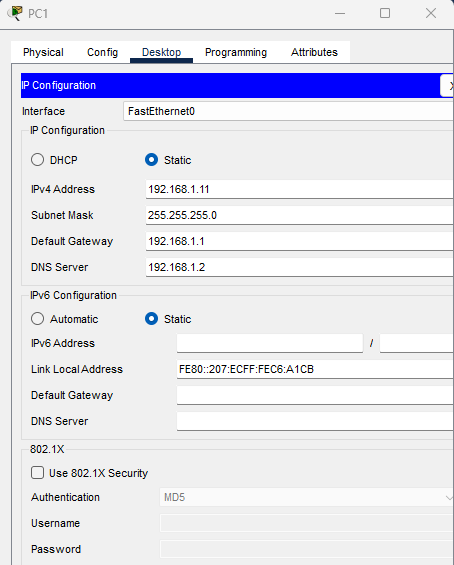 PC1
Physical Config Desktop Programming Attributes
IP Configuration
Interface FastEthernet0
IP Configuration
DHCP Static
IPv4 Address 192.168.1.11
Subnet Mask 255.255.255.0
Default Gateway 192.168.1.1
DNS Server 192.168.1.2
IPv6 Configuration
Automatic Static
IPv6 Address /
Link Local Address FE80::207:ECFF:FEC6:A1CB
Default Gateway
DNS Server
802.1X
Use 802.1X Security
Authentication MD5
Username
Password